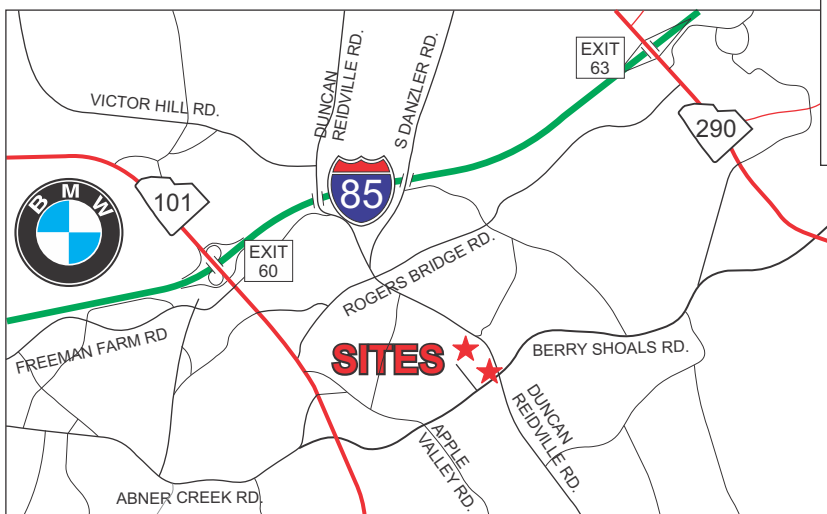 EXIT
63
DUNCAN
REIDVILLE RD.
S DANZLER RD.
VICTOR HILL RD.
290
85
BMW
101
EXIT
60
ROGERS BRIDGE RD.
FREEMAN FARM RD
SITES
BERRY SHOALS RD.
DUNCAN
REIDVILLE RD.
APPLE
VALLEY RD.
ABNER CREEK RD.